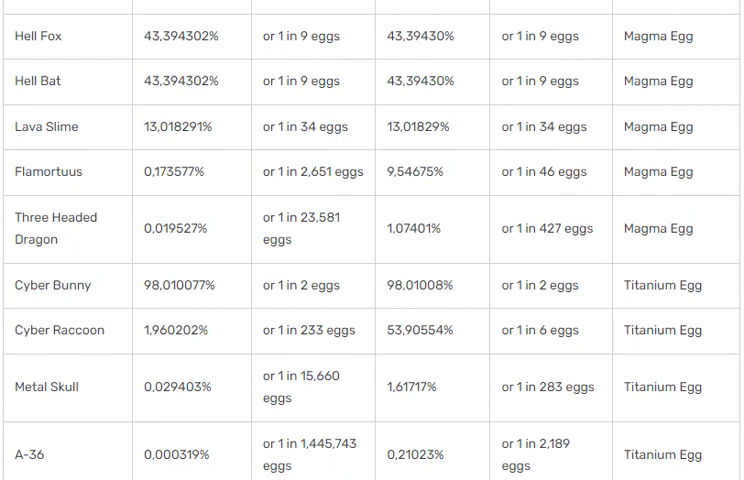 Hell Fox 43,394302% or 1 in 9 eggs 43,39430% or 1 in 9 eggs Magma Egg
Hell Bat 43,394302% or 1 in 9 eggs 43,39430% or 1 in 9 eggs Magma Egg
Lava Slime 13,018291% or 1 in 34 eggs 13,01829% or 1 in 34 eggs Magma Egg
Flamortuus 0,173577% or 1 in 2,651 eggs 9,54675% or 1 in 46 eggs Magma Egg
Three Headed
Dragon
0,019527%
or 1 in 23,581
eggs
1,07401% or 1 in 427 eggs Magma Egg
Cyber Bunny 98,010077% or 1 in 2 eggs 98,01008% or 1 in 2 eggs Titanium Egg
Cyber Raccoon 1,960202% or 1 in 233 eggs 53,90554% or 1 in 6 eggs Titanium Egg
Metal Skull 0,029403%
or 1 in 15,660
eggs
1,61717% or 1 in 283 eggs Titanium Egg
A-36 0,000319%
or 1 in 1,445,743
eggs
0,21023%
or 1 in 2,189
eggs
Titanium Egg